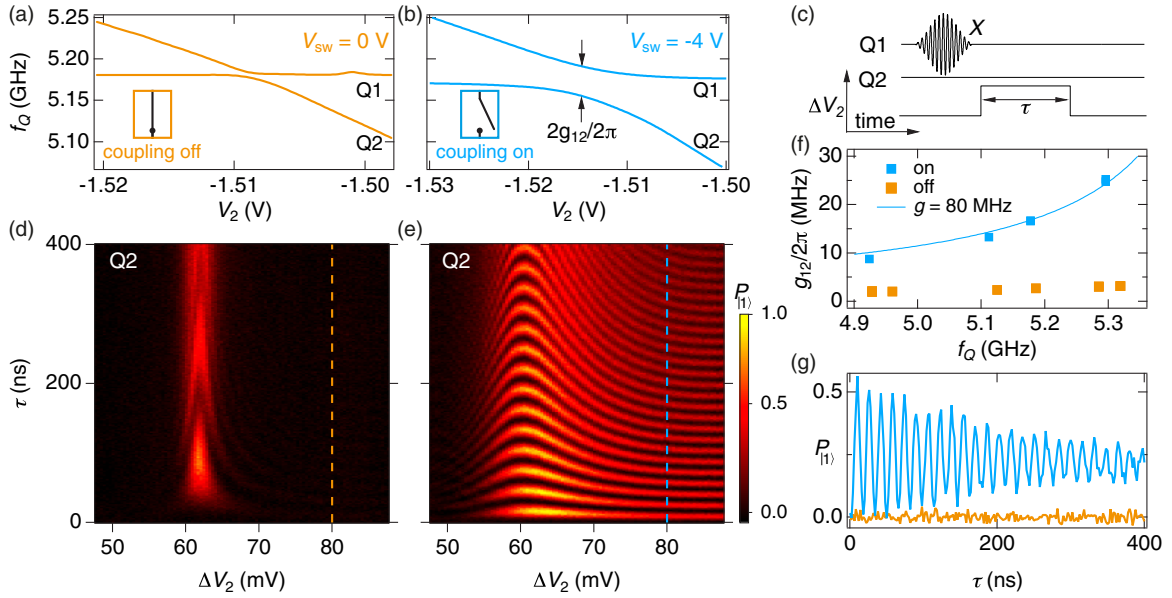 (a)
5.25
5.20
5.15
5.10
f_Q (GHz)
V_sw = 0 V
Q1
Q2
coupling off
−1.52
−1.51
−1.50
V_2 (V)
(b)
V_sw = -4 V
Q1
2g_12/2π
Q2
coupling on
−1.53
−1.52
−1.51
−1.50
V_2 (V)
(c)
Q1
X
Q2
ΔV_2
τ
time
(d)
Q2
400
200
0
τ (ns)
50
60
70
80
ΔV_2 (mV)
(e)
Q2
50
60
70
80
ΔV_2 (mV)
P_|1⟩
1.0
0.5
0.0
(f)
30
20
10
0
g_12/2π (MHz)
on
off
g = 80 MHz
4.9
5.0
5.1
5.2
5.3
f_Q (GHz)
(g)
0.5
P_|1⟩
0.0
0
200
400
τ (ns)